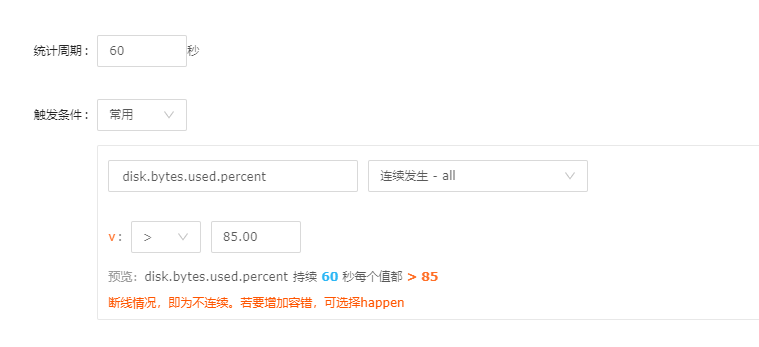 统计周期： 60 秒
触发条件： 常用
disk.bytes.used.percent 连续发生 - all
v： > 85.00
预览：disk.bytes.used.percent 持续 60 秒每个值都 > 85
断线情况，即为不连续。若要增加容错，可选择happen